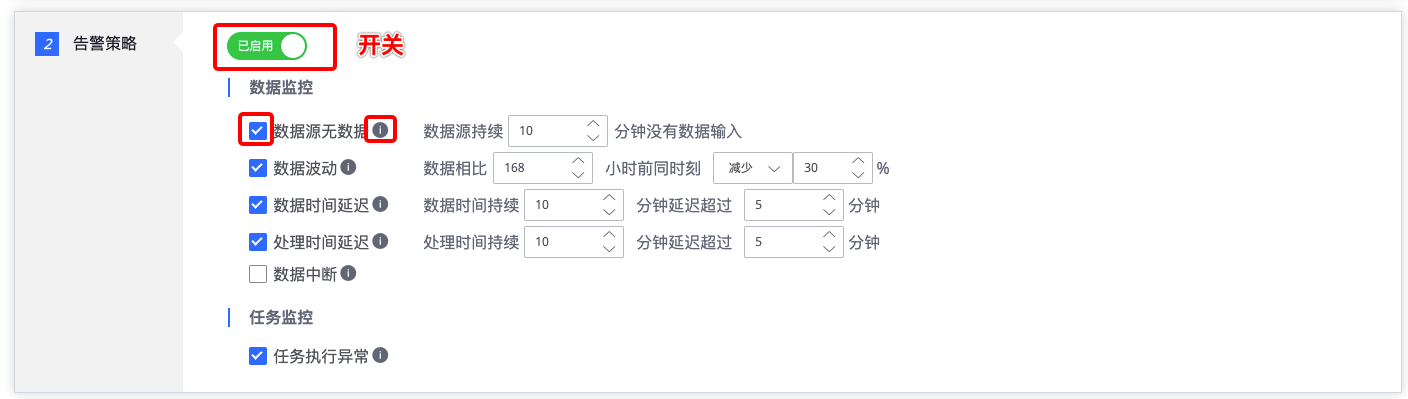 2 告警策略
已启用 开关
数据监控
数据源无数据 i 数据源持续 10 分钟没有数据输入
数据波动 i 数据相比 168 小时前同时刻 减少 30 %
数据时间延迟 i 数据时间持续 10 分钟延迟超过 5 分钟
处理时间延迟 i 处理时间持续 10 分钟延迟超过 5 分钟
数据中断 i
任务监控
任务执行异常 i